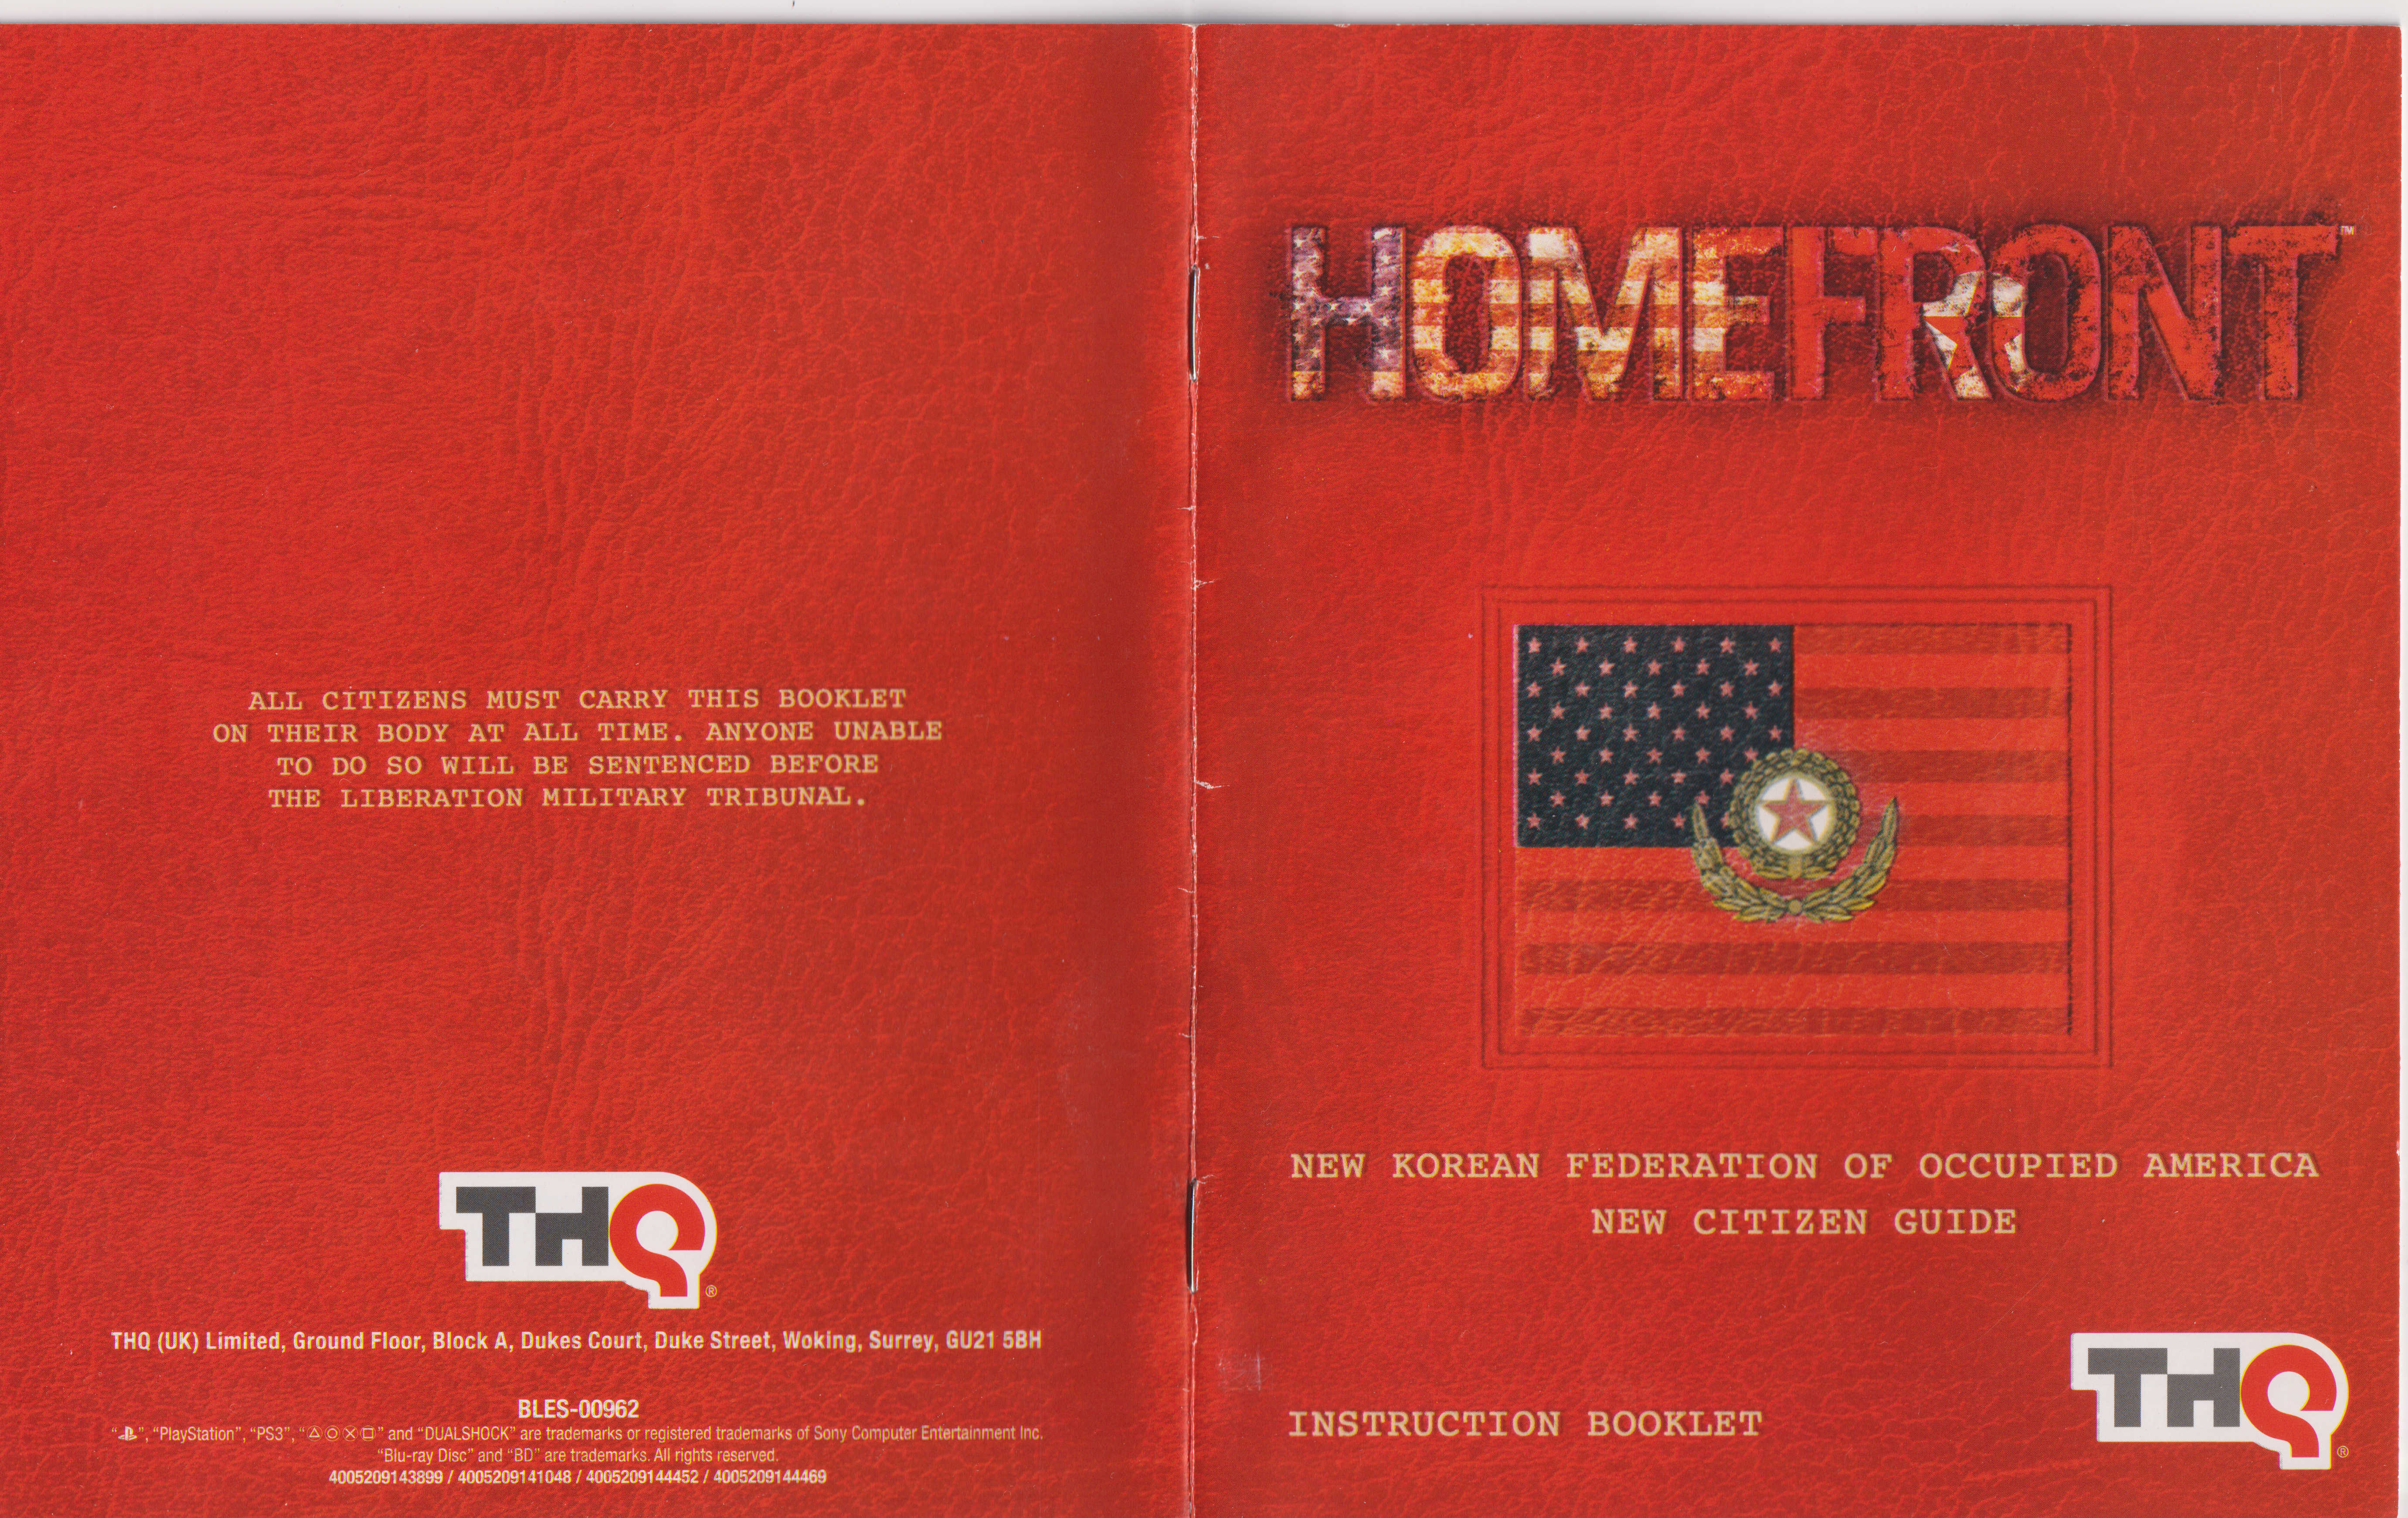 ALL CITIZENS MUST CARRY THIS BOOKLET
ON THEIR BODY AT ALL TIME. ANYONE UNABLE
TO DO SO WILL BE SENTENCED BEFORE
THE LIBERATION MILITARY TRIBUNAL.
THQ®
THQ (UK) Limited, Ground Floor, Block A, Dukes Court, Duke Street, Woking, Surrey, GU21 5BH
BLES-00962
“”, “PlayStation”, “PS3”, “△○✕□” and “DUALSHOCK” are trademarks or registered trademarks of Sony Computer Entertainment Inc.
“Blu-ray Disc” and “BD” are trademarks. All rights reserved.
4005209143899 / 4005209141048 / 4005209144452 / 4005209144469
HOMEFRONT™
NEW KOREAN FEDERATION OF OCCUPIED AMERICA
NEW CITIZEN GUIDE
INSTRUCTION BOOKLET
THQ®